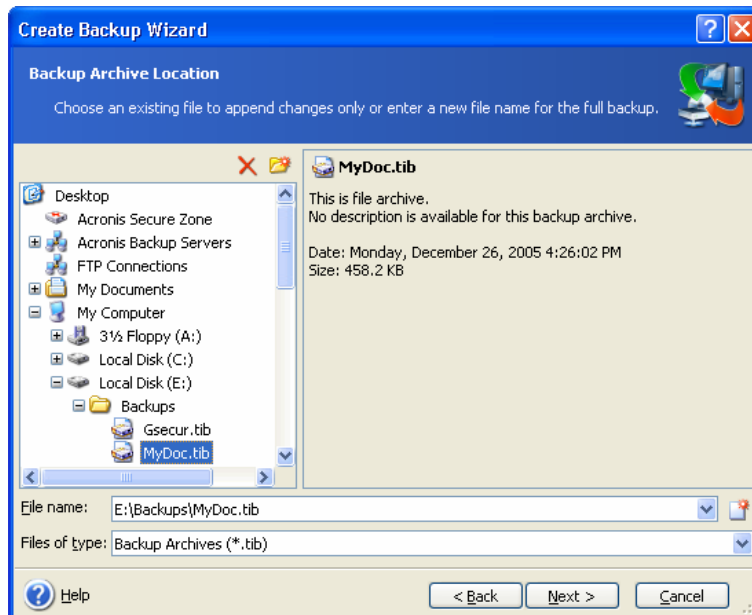 Create Backup Wizard
Backup Archive Location
Choose an existing file to append changes only or enter a new file name for the full backup.
Desktop
Acronis Secure Zone
Acronis Backup Servers
FTP Connections
My Documents
My Computer
3½ Floppy (A:)
Local Disk (C:)
Local Disk (E:)
Backups
Gsecur.tib
MyDoc.tib
MyDoc.tib
This is file archive.
No description is available for this backup archive.
Date: Monday, December 26, 2005 4:26:02 PM
Size: 458.2 KB
File name: E:\Backups\MyDoc.tib
Files of type: Backup Archives (*.tib)
Help
< Back
Next >
Cancel